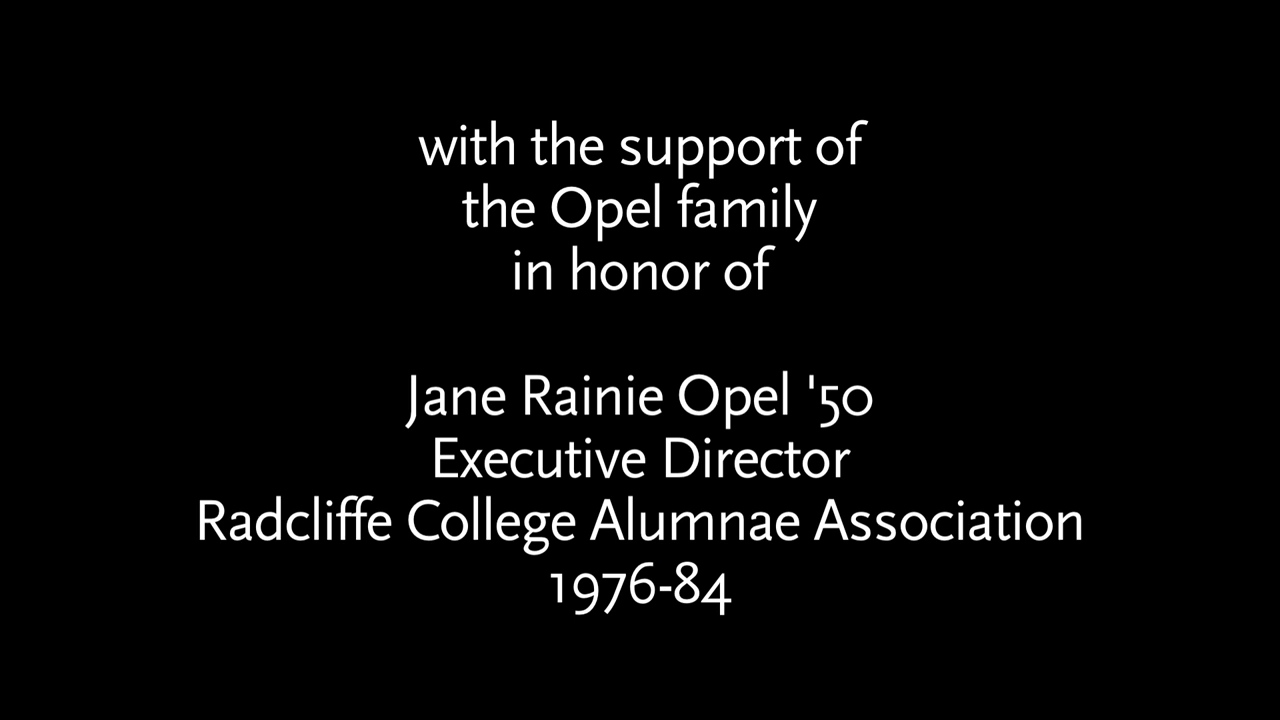 with the support of
the Opel family
in honor of
Jane Rainie Opel '50
Executive Director
Radcliffe College Alumnae Association
1976-84